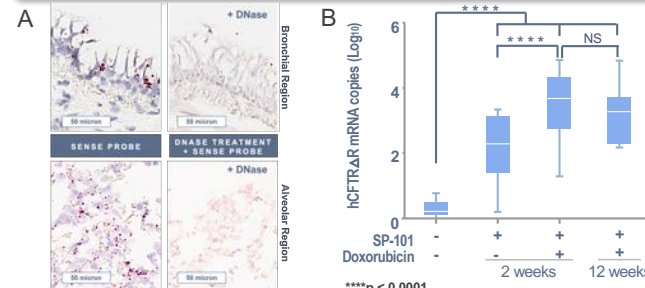 A
+ DNase
Bronchial Region
50 micron
50 micron
SENSE PROBE
DNASE TREATMENT
+ SENSE PROBE
+ DNase
Alveolar Region
50 micron
50 micron
B
****
****
NS
hCFTRΔR mRNA copies (Log10)
6
4
2
0
SP-101 - + + +
Doxorubicin - - + +
2 weeks 12 weeks
****p < 0.0001